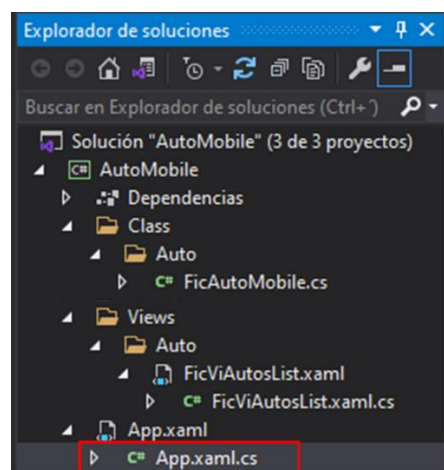 Explorador de soluciones
Buscar en Explorador de soluciones (Ctrl+´)
Solución "AutoMobile" (3 de 3 proyectos)
C# AutoMobile
Dependencias
Class
Auto
C# FicAutoMobile.cs
Views
Auto
FicViAutosList.xaml
C# FicViAutosList.xaml.cs
App.xaml
C# App.xaml.cs